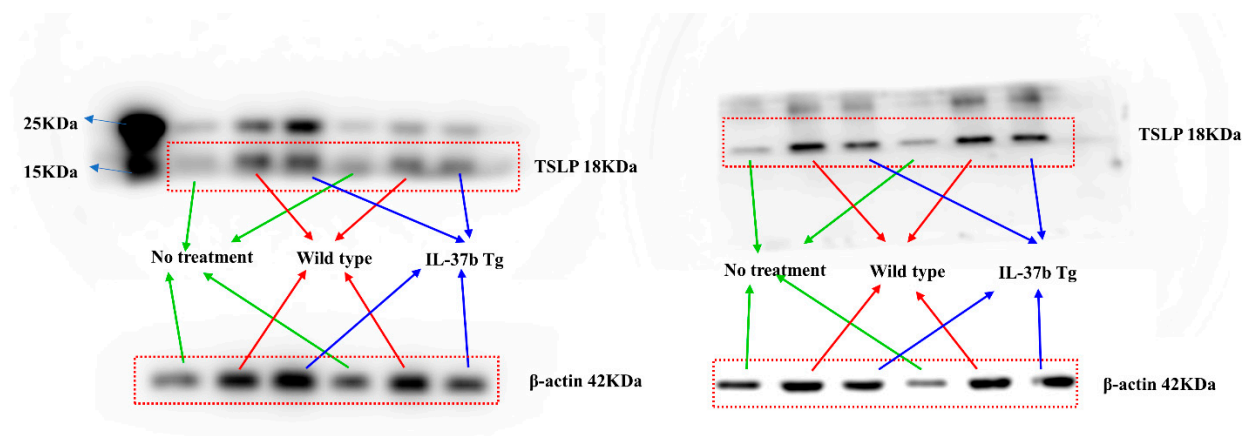 25KDa
15KDa
TSLP 18KDa
No treatment
Wild type
IL-37b Tg
β-actin 42KDa
TSLP 18KDa
No treatment
Wild type
IL-37b Tg
β-actin 42KDa